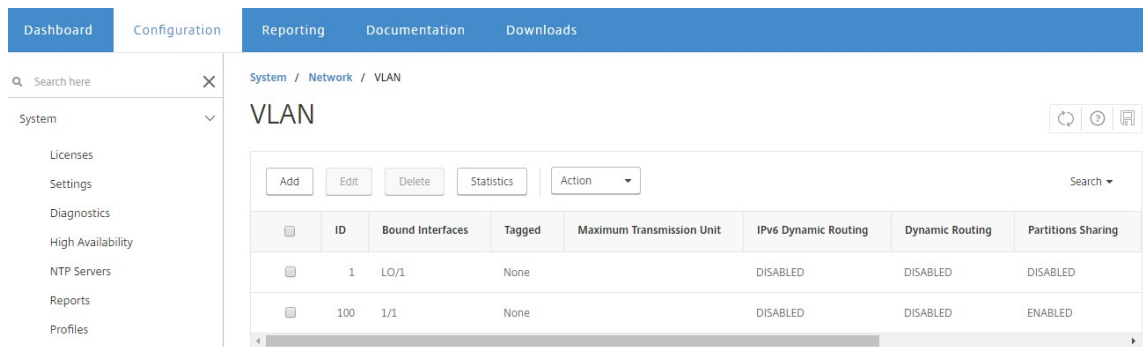 Dashboard Configuration Reporting Documentation Downloads
Search here
System / Network / VLAN
System
VLAN
Licenses
Settings
Diagnostics
High Availability
NTP Servers
Reports
Profiles
Add Edit Delete Statistics Action Search
ID Bound Interfaces Tagged Maximum Transmission Unit IPv6 Dynamic Routing Dynamic Routing Partitions Sharing
1 LO/1 None DISABLED DISABLED DISABLED
100 1/1 None DISABLED DISABLED ENABLED